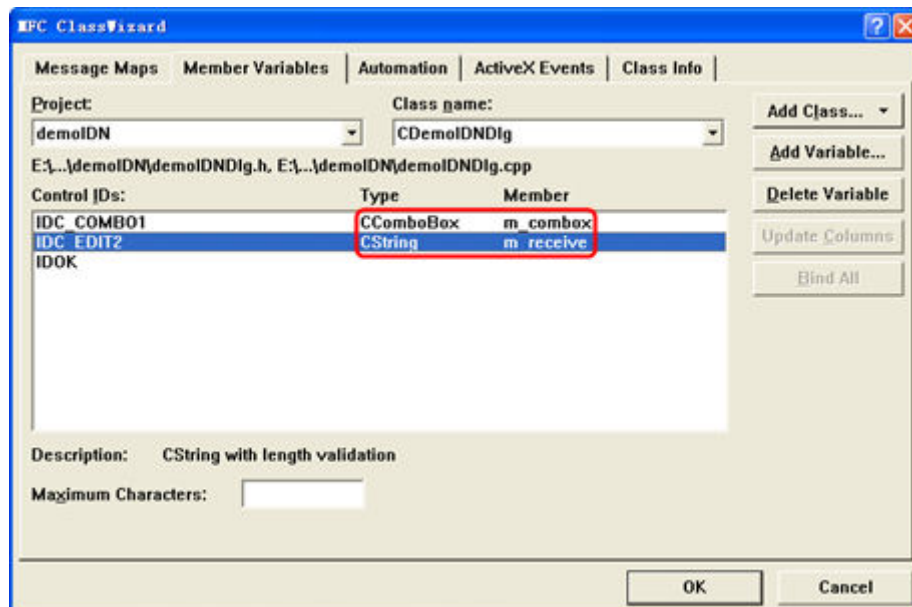 MFC ClassWizard
Message Maps Member Variables Automation ActiveX Events Class Info
Project: Class name:
demoIDN CDemoIDNDlg
E:\...\demoIDN\demoIDNDlg.h, E:\...\demoIDN\demoIDNDlg.cpp
Control IDs: Type Member
IDC_COMBO1 CComboBox m_combox
IDC_EDIT2 CString m_receive
IDOK
Add Class...
Add Variable...
Delete Variable
Update Columns
Bind All
Description: CString with length validation
Maximum Characters:
OK Cancel